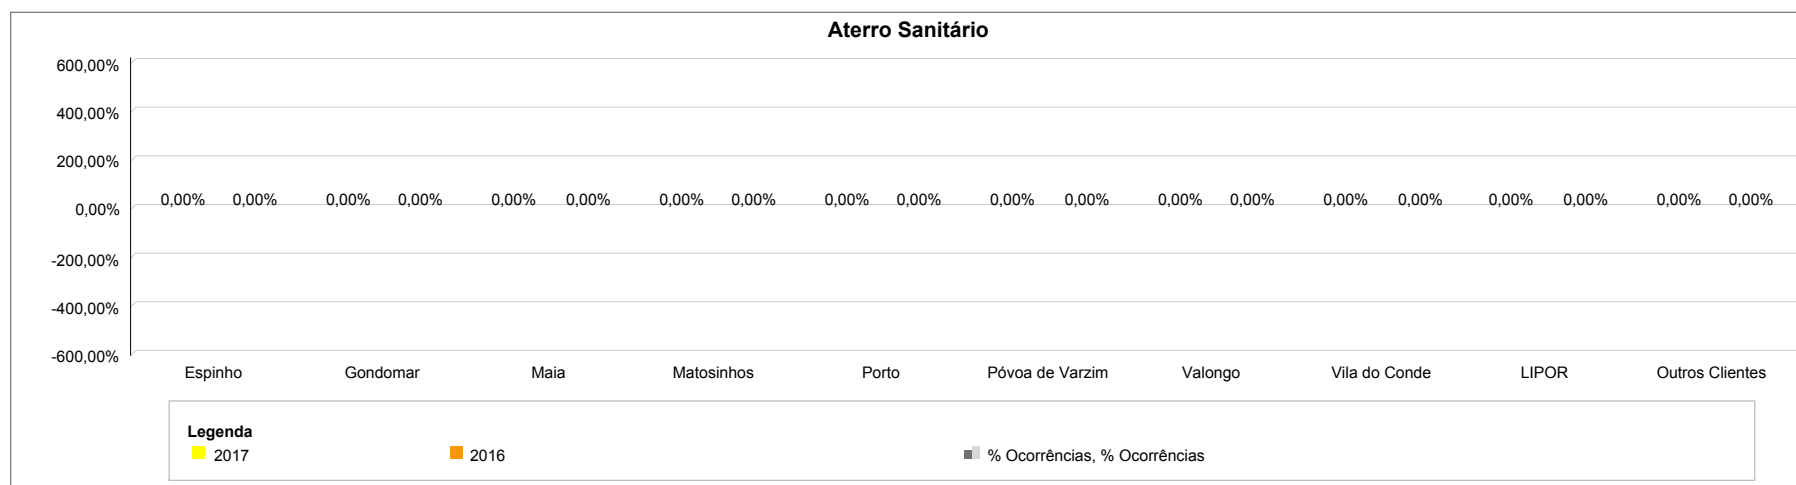 Aterro Sanitário
600,00%
400,00%
200,00%
0,00%
-200,00%
-400,00%
-600,00%
0,00% 0,00% 0,00% 0,00% 0,00% 0,00% 0,00% 0,00% 0,00% 0,00% 0,00% 0,00% 0,00% 0,00% 0,00% 0,00% 0,00% 0,00% 0,00% 0,00%
Espinho Gondomar Maia Matosinhos Porto Póvoa de Varzim Valongo Vila do Conde LIPOR Outros Clientes
Legenda
2017 2016 % Ocorrências, % Ocorrências